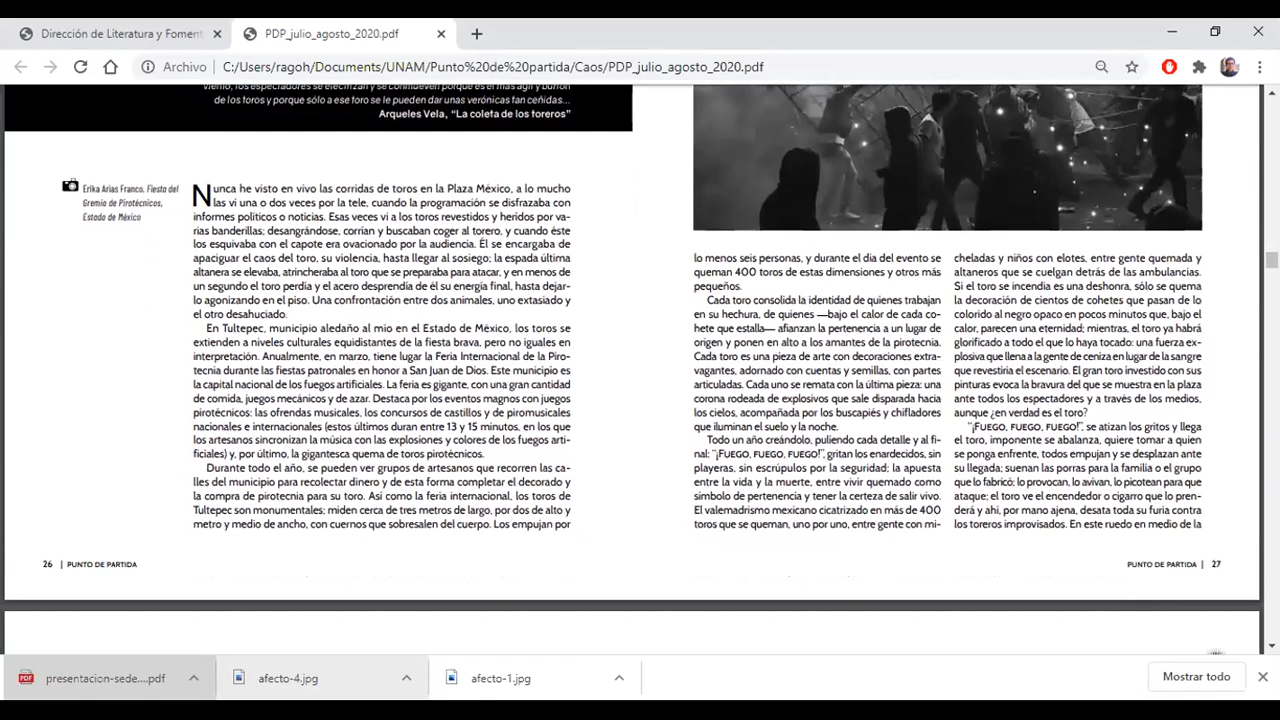 Dirección de Literatura y Foment
PDP_julio_agosto_2020.pdf
Archivo
C:/Users/ragoh/Documents/UNAM/Punto%20de%20partida/Caos/PDP_julio_agosto_2020.pdf
viento, los espectadores se electrizan y se conmueven porque es el más ágil y burlón
de los toros y porque sólo a ese toro se le pueden dar unas verónicas tan ceñidas...
Arqueles Vela, “La coleta de los toreros”
Erika Arias Franco. Fiesta del
Gremio de Pirotécnicos,
Estado de México
Nunca he visto en vivo las corridas de toros en la Plaza México, a lo mucho
las vi una o dos veces por la tele, cuando la programación se disfrazaba con
informes políticos o noticias. Esas veces vi a los toros revestidos y heridos por va-
rias banderillas; desangrándose, corrían y buscaban coger al torero, y cuando éste
los esquivaba con el capote era ovacionado por la audiencia. Él se encargaba de
apaciguar el caos del toro, su violencia, hasta llegar al sosiego; la espada última
altanera se elevaba, atrincheraba al toro que se preparaba para atacar, y en menos de
un segundo el toro perdía y el acero desprendía de él su energía final, hasta dejar-
lo agonizando en el piso. Una confrontación entre dos animales, uno extasiado y
el otro desahuciado.
En Tultepec, municipio aledaño al mío en el Estado de México, los toros se
extienden a niveles culturales equidistantes de la fiesta brava, pero no iguales en
interpretación. Anualmente, en marzo, tiene lugar la Feria Internacional de la Piro-
tecnia durante las fiestas patronales en honor a San Juan de Dios. Este municipio es
la capital nacional de los fuegos artificiales. La feria es gigante, con una gran cantidad
de comida, juegos mecánicos y de azar. Destaca por los eventos magnos con juegos
pirotécnicos: las ofrendas musicales, los concursos de castillos y de piromusicales
nacionales e internacionales (estos últimos duran entre 13 y 15 minutos, en los que
los artesanos sincronizan la música con las explosiones y colores de los fuegos arti-
ficiales) y, por último, la gigantesca quema de toros pirotécnicos.
Durante todo el año, se pueden ver grupos de artesanos que recorren las ca-
lles del municipio para recolectar dinero y de esta forma completar el decorado y
la compra de pirotecnia para su toro. Así como la feria internacional, los toros de
Tultepec son monumentales; miden cerca de tres metros de largo, por dos de alto y
metro y medio de ancho, con cuernos que sobresalen del cuerpo. Los empujan por
26 | PUNTO DE PARTIDA
lo menos seis personas, y durante el día del evento se
queman 400 toros de estas dimensiones y otros más
pequeños.
Cada toro consolida la identidad de quienes trabajan
en su hechura, de quienes —bajo el calor de cada co-
hete que estalla— afianzan la pertenencia a un lugar de
origen y ponen en alto a los amantes de la pirotecnia.
Cada toro es una pieza de arte con decoraciones extra-
vagantes, adornado con cuentas y semillas, con partes
articuladas. Cada uno se remata con la última pieza: una
corona rodeada de explosivos que sale disparada hacia
los cielos, acompañada por los buscapiés y chifladores
que iluminan el suelo y la noche.
Todo un año creándolo, puliendo cada detalle y al fi-
nal: “¡FUEGO, FUEGO, FUEGO!”, gritan los enardecidos, sin
playeras, sin escrúpulos por la seguridad; la apuesta
entre la vida y la muerte, entre vivir quemado como
símbolo de pertenencia y tener la certeza de salir vivo.
El valemadrismo mexicano cicatrizado en más de 400
toros que se queman, uno por uno, entre gente con mi-
cheladas y niños con elotes, entre gente quemada y
altaneros que se cuelgan detrás de las ambulancias.
Si el toro se incendia es una deshonra, sólo se quema
la decoración de cientos de cohetes que pasan de lo
colorido al negro opaco en pocos minutos que, bajo el
calor, parecen una eternidad; mientras, el toro ya habrá
glorificado a todo el que lo haya tocado: una fuerza ex-
plosiva que llena a la gente de ceniza en lugar de la sangre
que revestiría el escenario. El gran toro investido con sus
pinturas evoca la bravura del que se muestra en la plaza
ante todos los espectadores y a través de los medios,
aunque ¿en verdad es el toro?
“¡FUEGO, FUEGO, FUEGO!”, se atizan los gritos y llega
el toro, imponente se abalanza, quiere tomar a quien
se ponga enfrente, todos empujan y se desplazan ante
su llegada; suenan las porras para la familia o el grupo
que lo fabricó; lo provocan, lo avivan, lo picotean para que
ataque; el toro ve el encendedor o cigarro que lo pren-
derá y ahí, por mano ajena, desata toda su furia contra
los toreros improvisados. En este ruedo en medio de la
PUNTO DE PARTIDA | 27
presentacion-sede....pdf
afecto-4.jpg
afecto-1.jpg
Mostrar todo